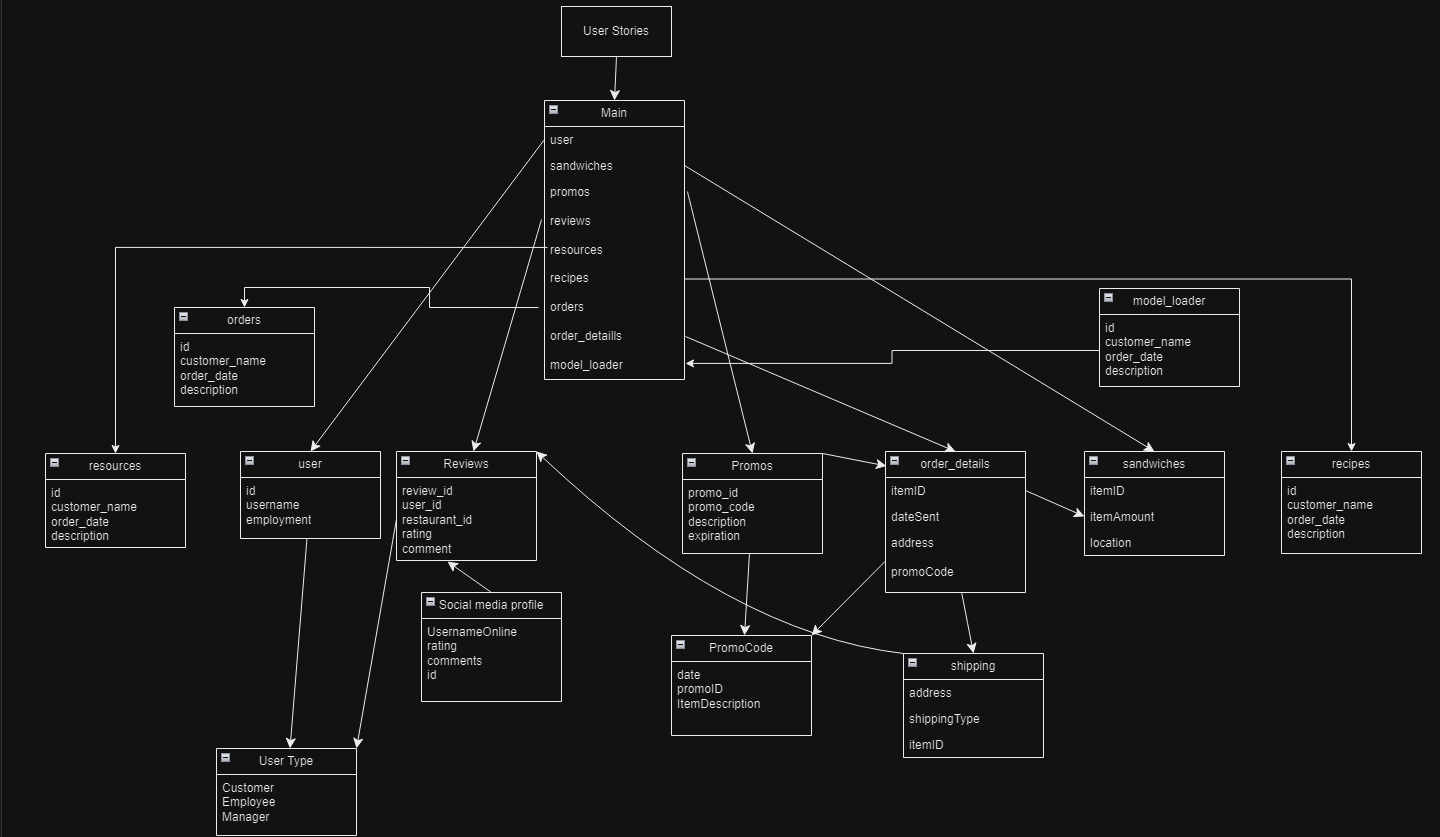 User Stories
Main
user
sandwiches
promos
reviews
resources
recipes
orders
order_detaills
model_loader
model_loader
id
customer_name
order_date
description
orders
id
customer_name
order_date
description
resources
id
customer_name
order_date
description
user
id
username
employment
Reviews
review_id
user_id
restaurant_id
rating
comment
Promos
promo_id
promo_code
description
expiration
order_details
itemID
dateSent
address
promoCode
sandwiches
itemID
itemAmount
location
recipes
id
customer_name
order_date
description
Social media profile
UsernameOnline
rating
comments
id
PromoCode
date
promoID
ItemDescription
shipping
address
shippingType
itemID
User Type
Customer
Employee
Manager